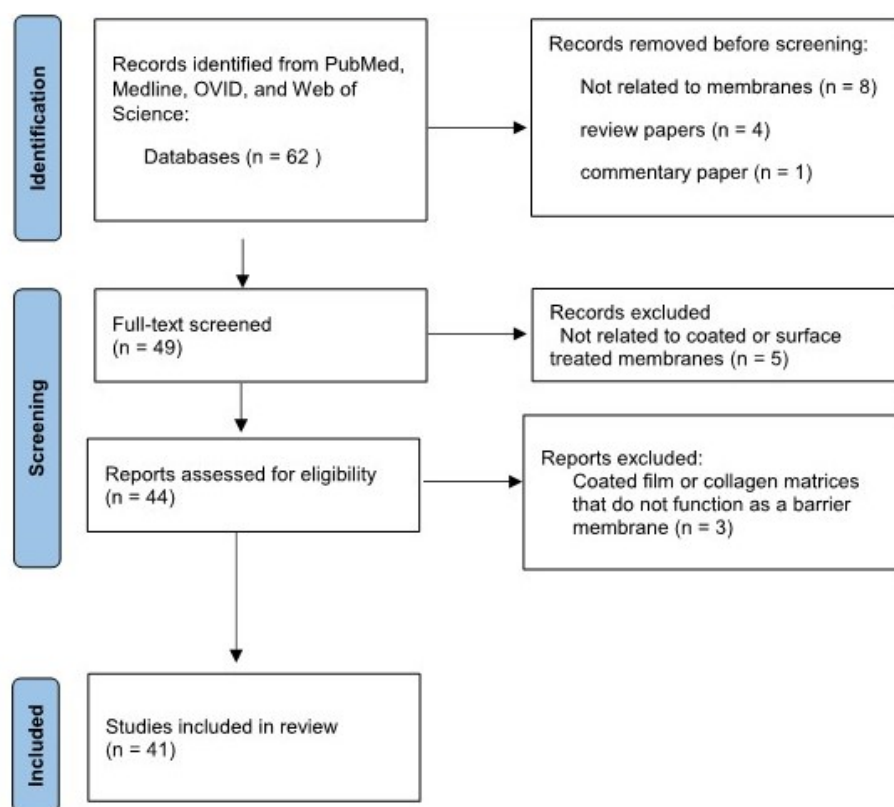 Identification
Records identified from PubMed,
Medline, OVID, and Web of
Science:
Databases (n = 62 )
Records removed before screening:
Not related to membranes (n = 8)
review papers (n = 4)
commentary paper (n = 1)
Screening
Full-text screened
(n = 49)
Records excluded
Not related to coated or surface
treated membranes (n = 5)
Reports assessed for eligibility
(n = 44)
Reports excluded:
Coated film or collagen matrices
that do not function as a barrier
membrane (n = 3)
Included
Studies included in review
(n = 41)